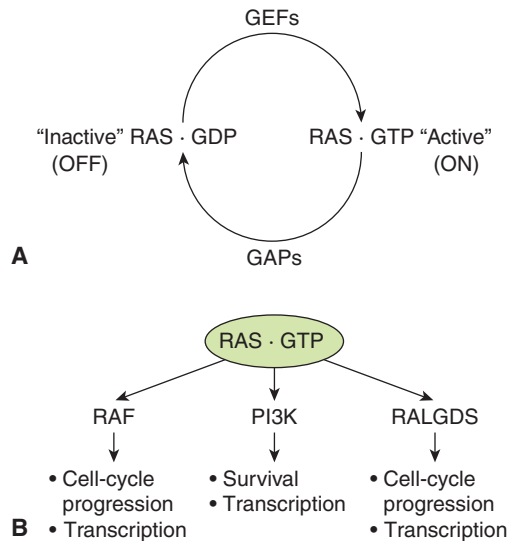 GEFs
“Inactive” RAS · GDP
(OFF)
RAS · GTP “Active”
(ON)
A
GAPs
RAS · GTP
RAF
PI3K
RALGDS
• Cell-cycle
progression
• Transcription
• Survival
• Transcription
• Cell-cycle
progression
• Transcription
B